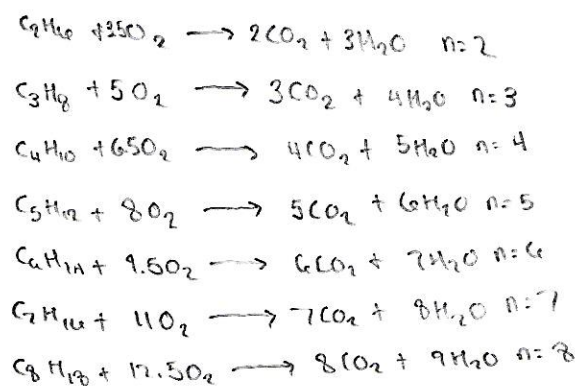 C₂H₆ + 3.5O₂ ⟶ 2CO₂ + 3H₂O n=2
C₃H₈ + 5O₂ ⟶ 3CO₂ + 4H₂O n=3
C₄H₁₀ + 6.5O₂ ⟶ 4CO₂ + 5H₂O n=4
C₅H₁₂ + 8O₂ ⟶ 5CO₂ + 6H₂O n=5
C₆H₁₄ + 9.5O₂ ⟶ 6CO₂ + 7H₂O n=6
C₇H₁₆ + 11O₂ ⟶ 7CO₂ + 8H₂O n=7
C₈H₁₈ + 12.5O₂ ⟶ 8CO₂ + 9H₂O n=8